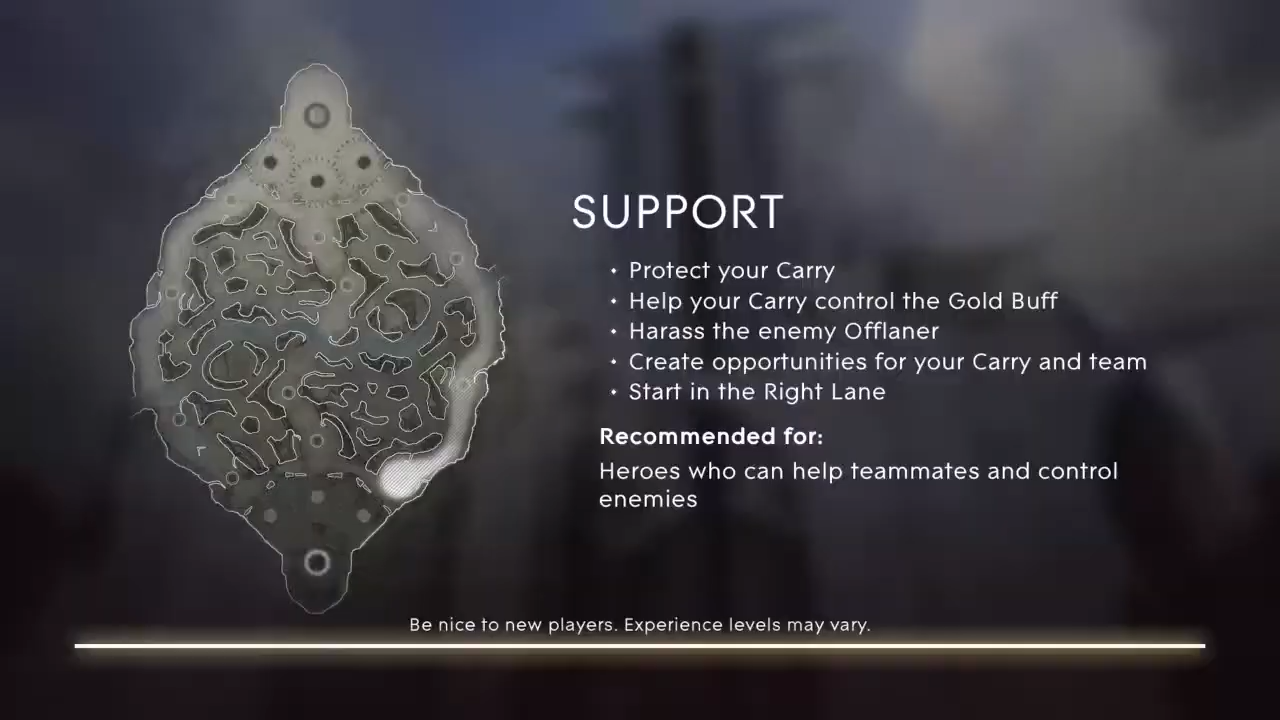 SUPPORT
• Protect your Carry
• Help your Carry control the Gold Buff
• Harass the enemy Offlaner
• Create opportunities for your Carry and team
• Start in the Right Lane
Recommended for:
Heroes who can help teammates and control
enemies
Be nice to new players. Experience levels may vary.